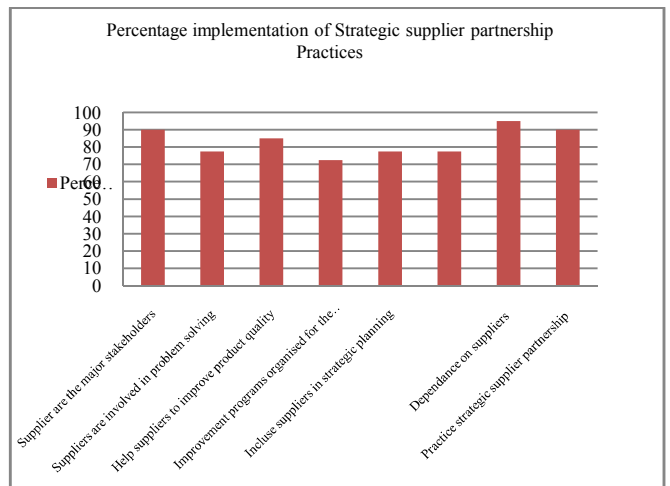 Percentage implementation of Strategic supplier partnership
Practices
100
90
80
70
60
50
40
30
20
10
0
Perce..
Supplier are the major stakeholders
Suppliers are involved in problem solving
Help suppliers to improve product quality
Improvement programs organised for the..
Incluse suppliers in strategic planning
Dependance on suppliers
Practice strategic supplier partnership